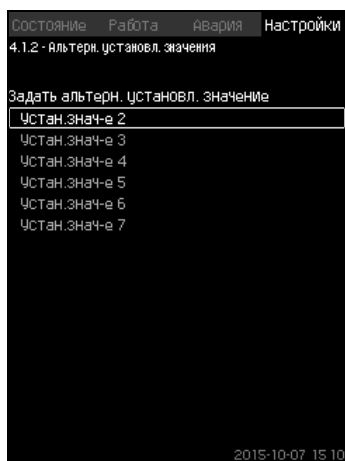 Состояние Работа Авария Настройки
4.1.2 - Альтерн. установл. значения
Задать альтерн. установл. значение
Устан.знач-е 2
Устан.знач-е 3
Устан.знач-е 4
Устан.знач-е 5
Устан.знач-е 6
Устан.знач-е 7
2015-10-07 15:10